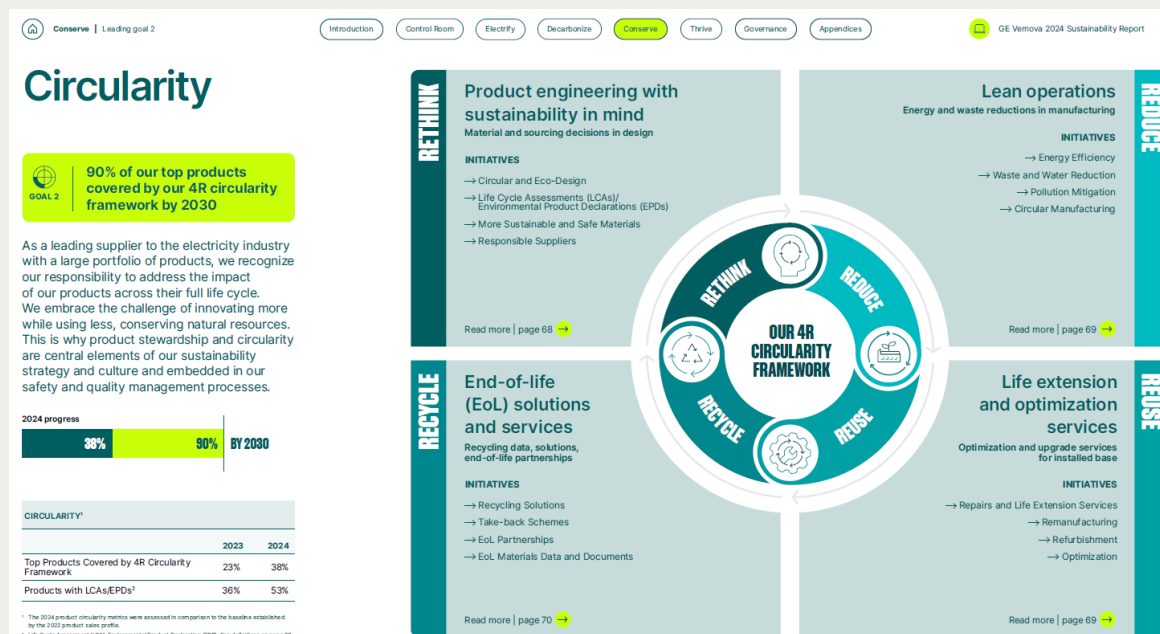 Conserve | Leading goal 2
Introduction
Control Room
Electrify
Decarbonize
Conserve
Thrive
Governance
Appendices
GE Vernova 2024 Sustainability Report
Circularity
GOAL 2
90% of our top products
covered by our 4R circularity
framework by 2030
As a leading supplier to the electricity industry
with a large portfolio of products, we recognize
our responsibility to address the impact
of our products across their full life cycle.
We embrace the challenge of innovating more
while using less, conserving natural resources.
This is why product stewardship and circularity
are central elements of our sustainability
strategy and culture and embedded in our
safety and quality management processes.
2024 progress
38% 90% BY 2030
CIRCULARITY¹
2023 2024
Top Products Covered by 4R Circularity
Framework 23% 38%
Products with LCAs/EPDs² 36% 53%
¹ The 2024 product circularity metrics were assessed in comparison to the baseline established
by the 2022 product sales profile.
RETHINK
Product engineering with
sustainability in mind
Material and sourcing decisions in design
INITIATIVES
→ Circular and Eco-Design
→ Life Cycle Assessments (LCAs)/
Environmental Product Declarations (EPDs)
→ More Sustainable and Safe Materials
→ Responsible Suppliers
Read more | page 68 →
REDUCE
Lean operations
Energy and waste reductions in manufacturing
INITIATIVES
→ Energy Efficiency
→ Waste and Water Reduction
→ Pollution Mitigation
→ Circular Manufacturing
Read more | page 69 →
RETHINK
REDUCE
RECYCLE
REUSE
OUR 4R
CIRCULARITY
FRAMEWORK
RECYCLE
End-of-life
(EoL) solutions
and services
Recycling data, solutions,
end-of-life partnerships
INITIATIVES
→ Recycling Solutions
→ Take-back Schemes
→ EoL Partnerships
→ EoL Materials Data and Documents
Read more | page 70 →
REUSE
Life extension
and optimization
services
Optimization and upgrade services
for installed base
INITIATIVES
→ Repairs and Life Extension Services
→ Remanufacturing
→ Refurbishment
→ Optimization
Read more | page 69 →